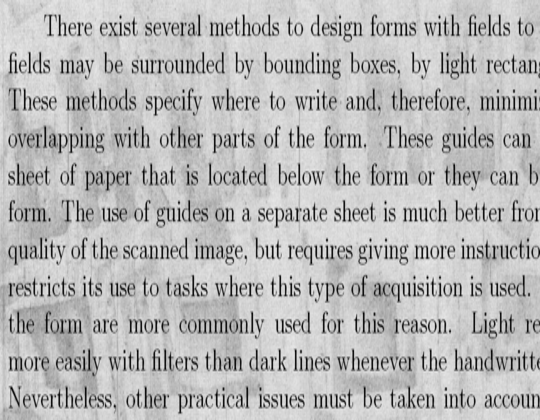 There exist several methods to design forms with fields to
fields may be surrounded by bounding boxes, by light rectan
These methods specify where to write and, therefore, minimi
overlapping with other parts of the form. These guides can
sheet of paper that is located below the form or they can b
form. The use of guides on a separate sheet is much better fro
quality of the scanned image, but requires giving more instructio
restricts its use to tasks where this type of acquisition is used.
the form are more commonly used for this reason. Light re
more easily with filters than dark lines whenever the handwritte
Nevertheless, other practical issues must be taken into accoun